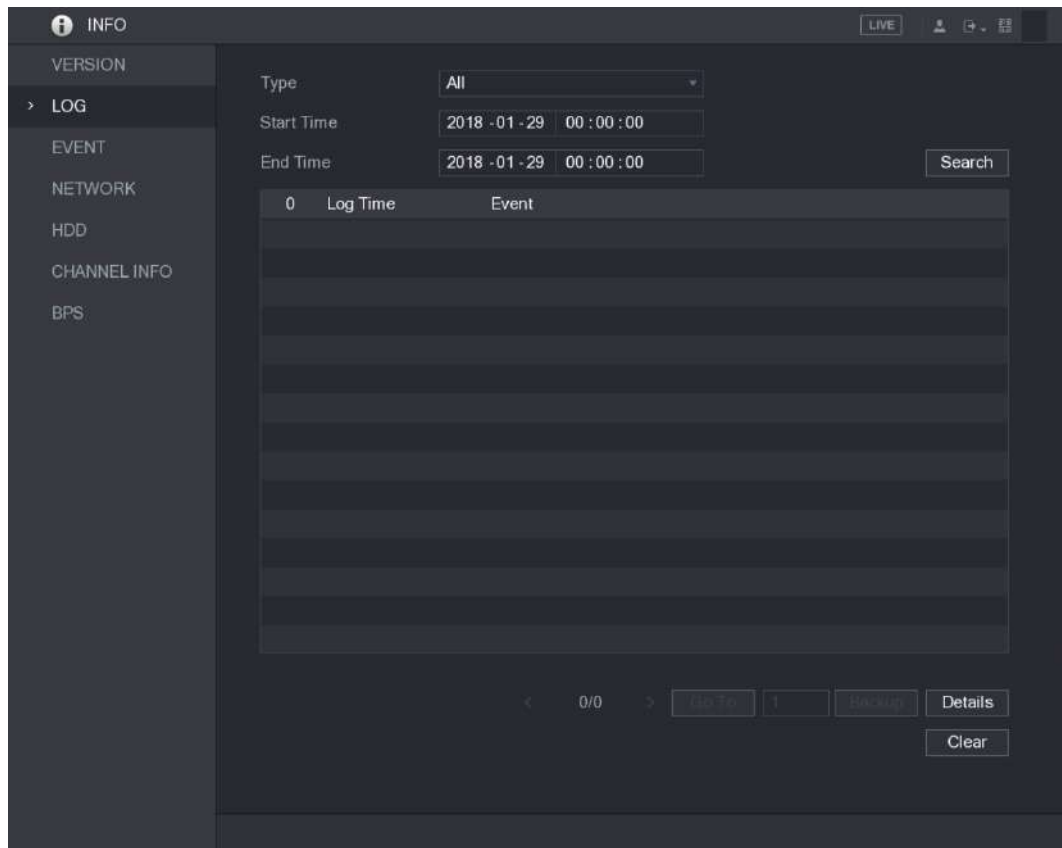 INFO
LIVE
VERSION
LOG
EVENT
NETWORK
HDD
CHANNEL INFO
BPS
Type All
Start Time 2018 - 01 - 29 00 : 00 : 00
End Time 2018 - 01 - 29 00 : 00 : 00
Search
0 Log Time Event
0/0 Go To 1 Backup Details
Clear